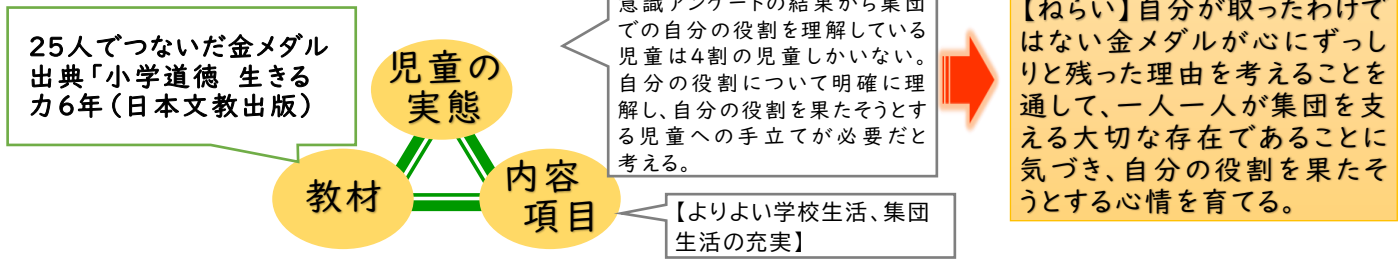 25人でつないだ金メダル
出典「小学道徳　生きる
力6年（日本文教出版）
児童の
実態
教材
内容
項目
意識アンケートの結果から集団
での自分の役割を理解している
児童は4割の児童しかいない。
自分の役割について明確に理
解し、自分の役割を果たそうとす
る児童への手立てが必要だと
考える。
【よりよい学校生活、集団
生活の充実】
【ねらい】自分が取ったわけで
はない金メダルが心にずっし
りと残った理由を考えることを
通して、一人一人が集団を支
える大切な存在であることに
気づき、自分の役割を果たそ
うとする心情を育てる。